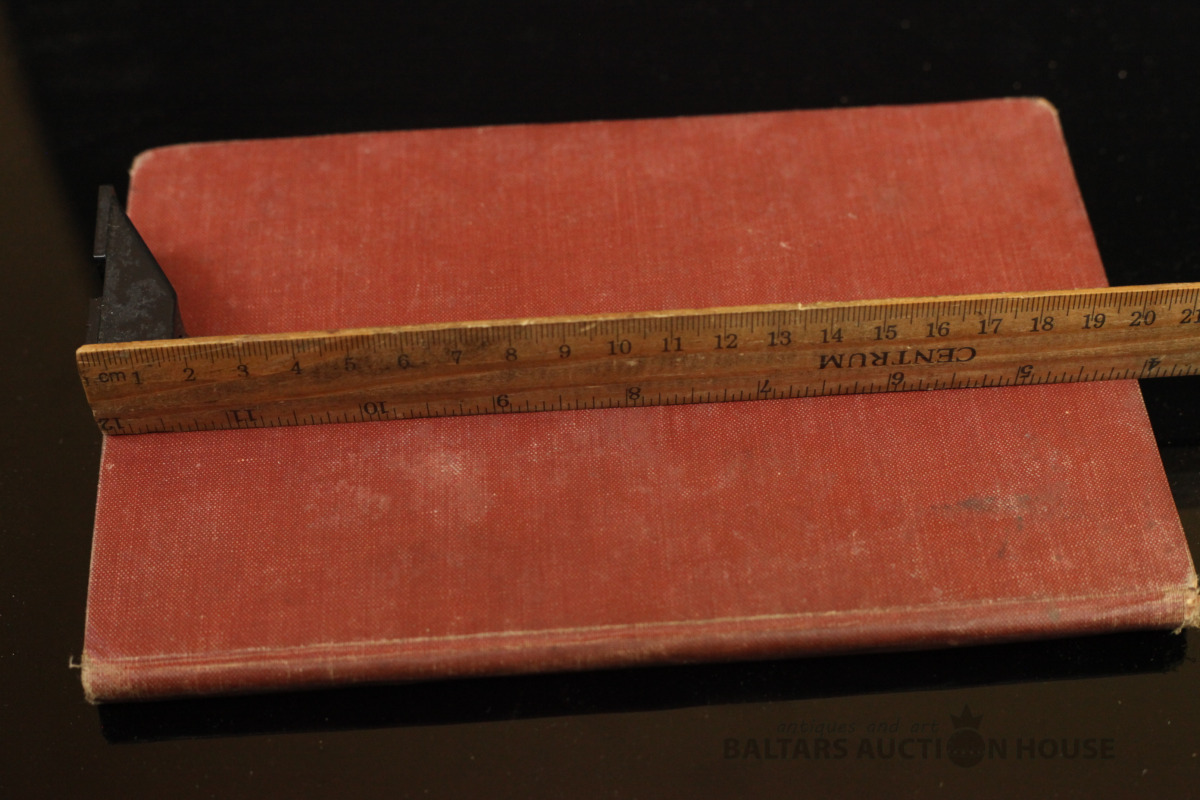 cm 1 2 3 4 5 6 7 8 9 10 11 12 13 14 15 16 17 18 19 20 21
CENTRUM
12 11 10 9 8 7 6 5 4
antiques and art
BALTARS AUCTION HOUSE